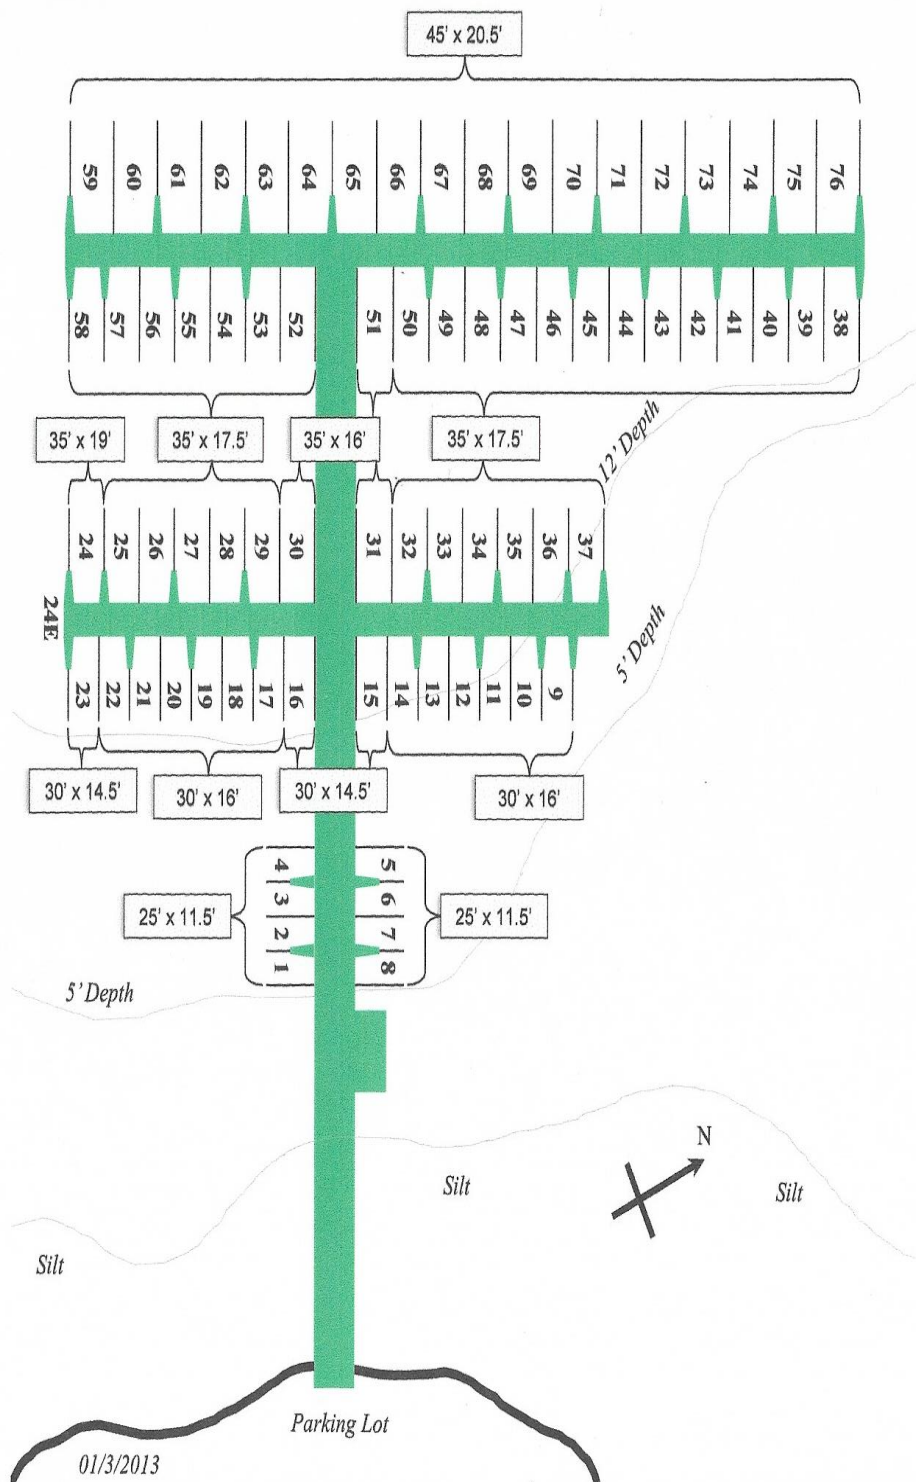 45' x 20.5'
59 60 61 62 63 64 65 66 67 68 69 70 71 72 73 74 75 76
58 57 56 55 54 53 52 51 50 49 48 47 46 45 44 43 42 41 40 39 38
35' x 19' 35' x 17.5' 35' x 16' 35' x 17.5'
12' Depth
24 25 26 27 28 29 30 31 32 33 34 35 36 37
24E
5' Depth
23 22 21 20 19 18 17 16 15 14 13 12 11 10 9
30' x 14.5' 30' x 16' 30' x 14.5' 30' x 16'
4 5
3 6
25' x 11.5' 25' x 11.5'
2 7
1 8
5' Depth
N
Silt
Silt
Silt
Parking Lot
01/3/2013